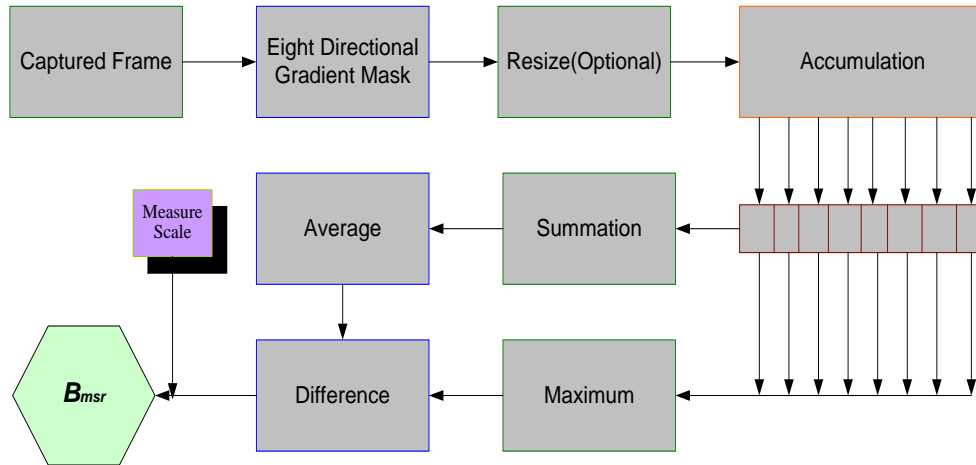 Captured Frame
Eight Directional
Gradient Mask
Resize(Optional)
Accumulation
Measure
Scale
Average
Summation
Bmsr
Difference
Maximum